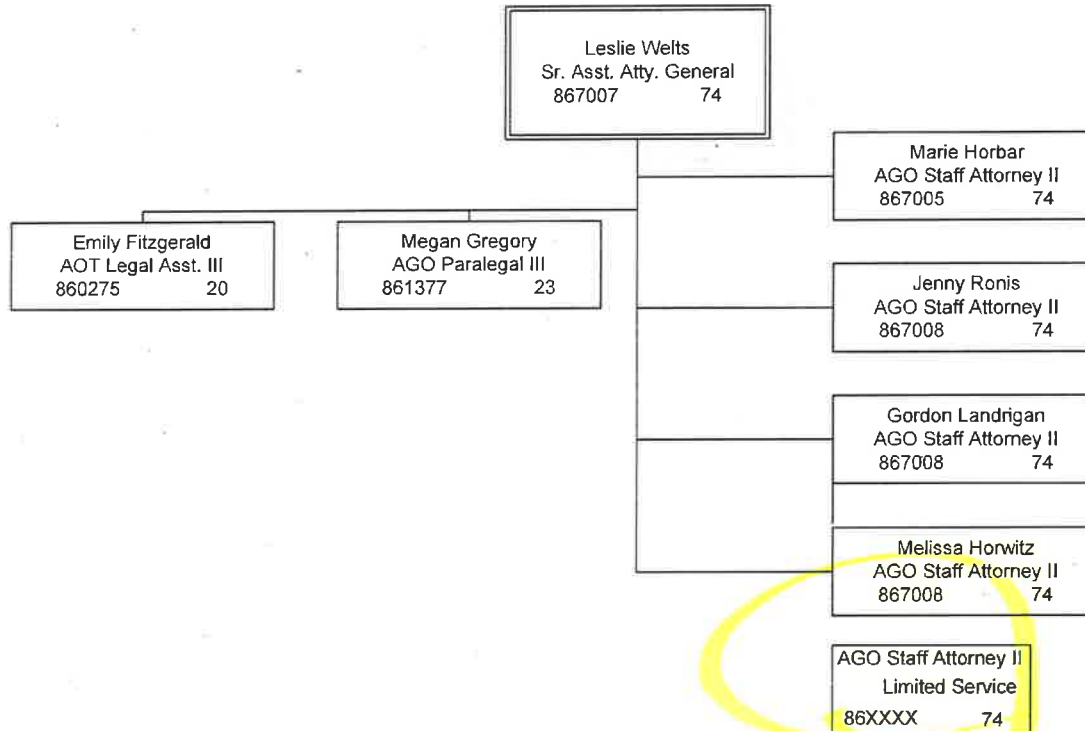 Leslie Welts
Sr. Asst. Atty. General
867007 74
Marie Horbar
AGO Staff Attorney II
867005 74
Emily Fitzgerald
AOT Legal Asst. III
860275 20
Megan Gregory
AGO Paralegal III
861377 23
Jenny Ronis
AGO Staff Attorney II
867008 74
Gordon Landrigan
AGO Staff Attorney II
867008 74
Melissa Horwitz
AGO Staff Attorney II
867008 74
AGO Staff Attorney II
Limited Service
86XXXX 74